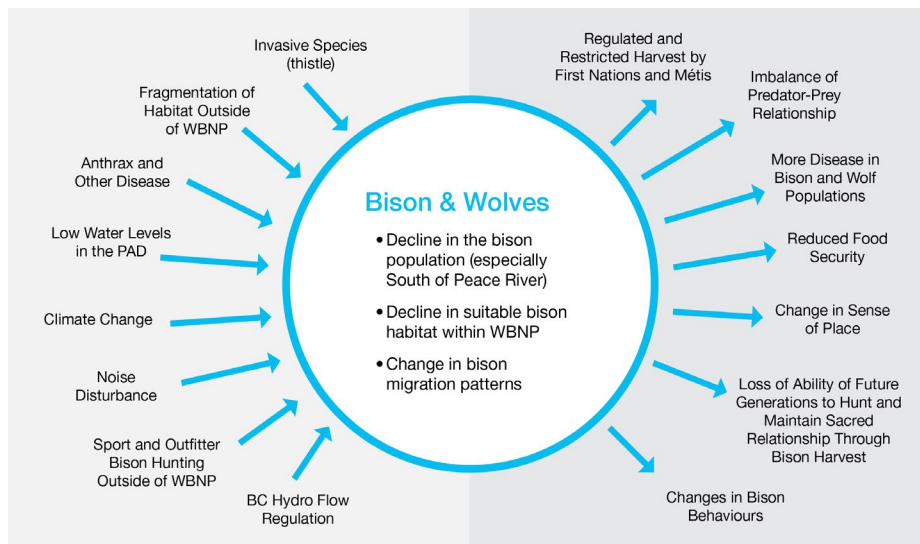 Invasive Species
(thistle)
Fragmentation of
Habitat Outside
of WBNP
Anthrax and
Other Disease
Low Water Levels
in the PAD
Climate Change
Noise
Disturbance
Sport and Outfitter
Bison Hunting
Outside of WBNP
BC Hydro Flow
Regulation
Bison & Wolves
• Decline in the bison
population (especially
South of Peace River)
• Decline in suitable bison
habitat within WBNP
• Change in bison
migration patterns
Regulated and
Restricted Harvest by
First Nations and Métis
Imbalance of
Predator-Prey
Relationship
More Disease in
Bison and Wolf
Populations
Reduced Food
Security
Change in Sense
of Place
Loss of Ability of Future
Generations to Hunt and
Maintain Sacred
Relationship Through
Bison Harvest
Changes in Bison
Behaviours